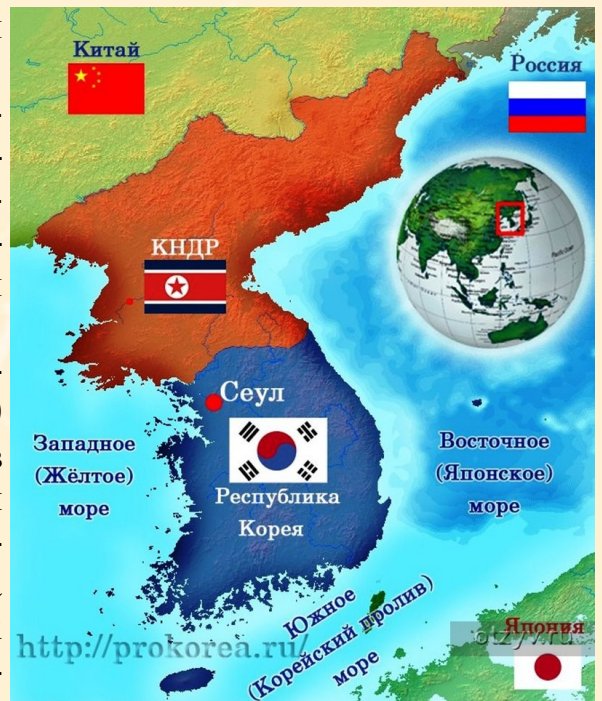 Китай
Россия
КНДР
Сеул
Западное
(Жёлтое)
море
Восточное
(Японское)
море
Республика
Корея
Южное
(Корейский пролив)
море
Япония
otzyv.ru
http://prokorea.ru/